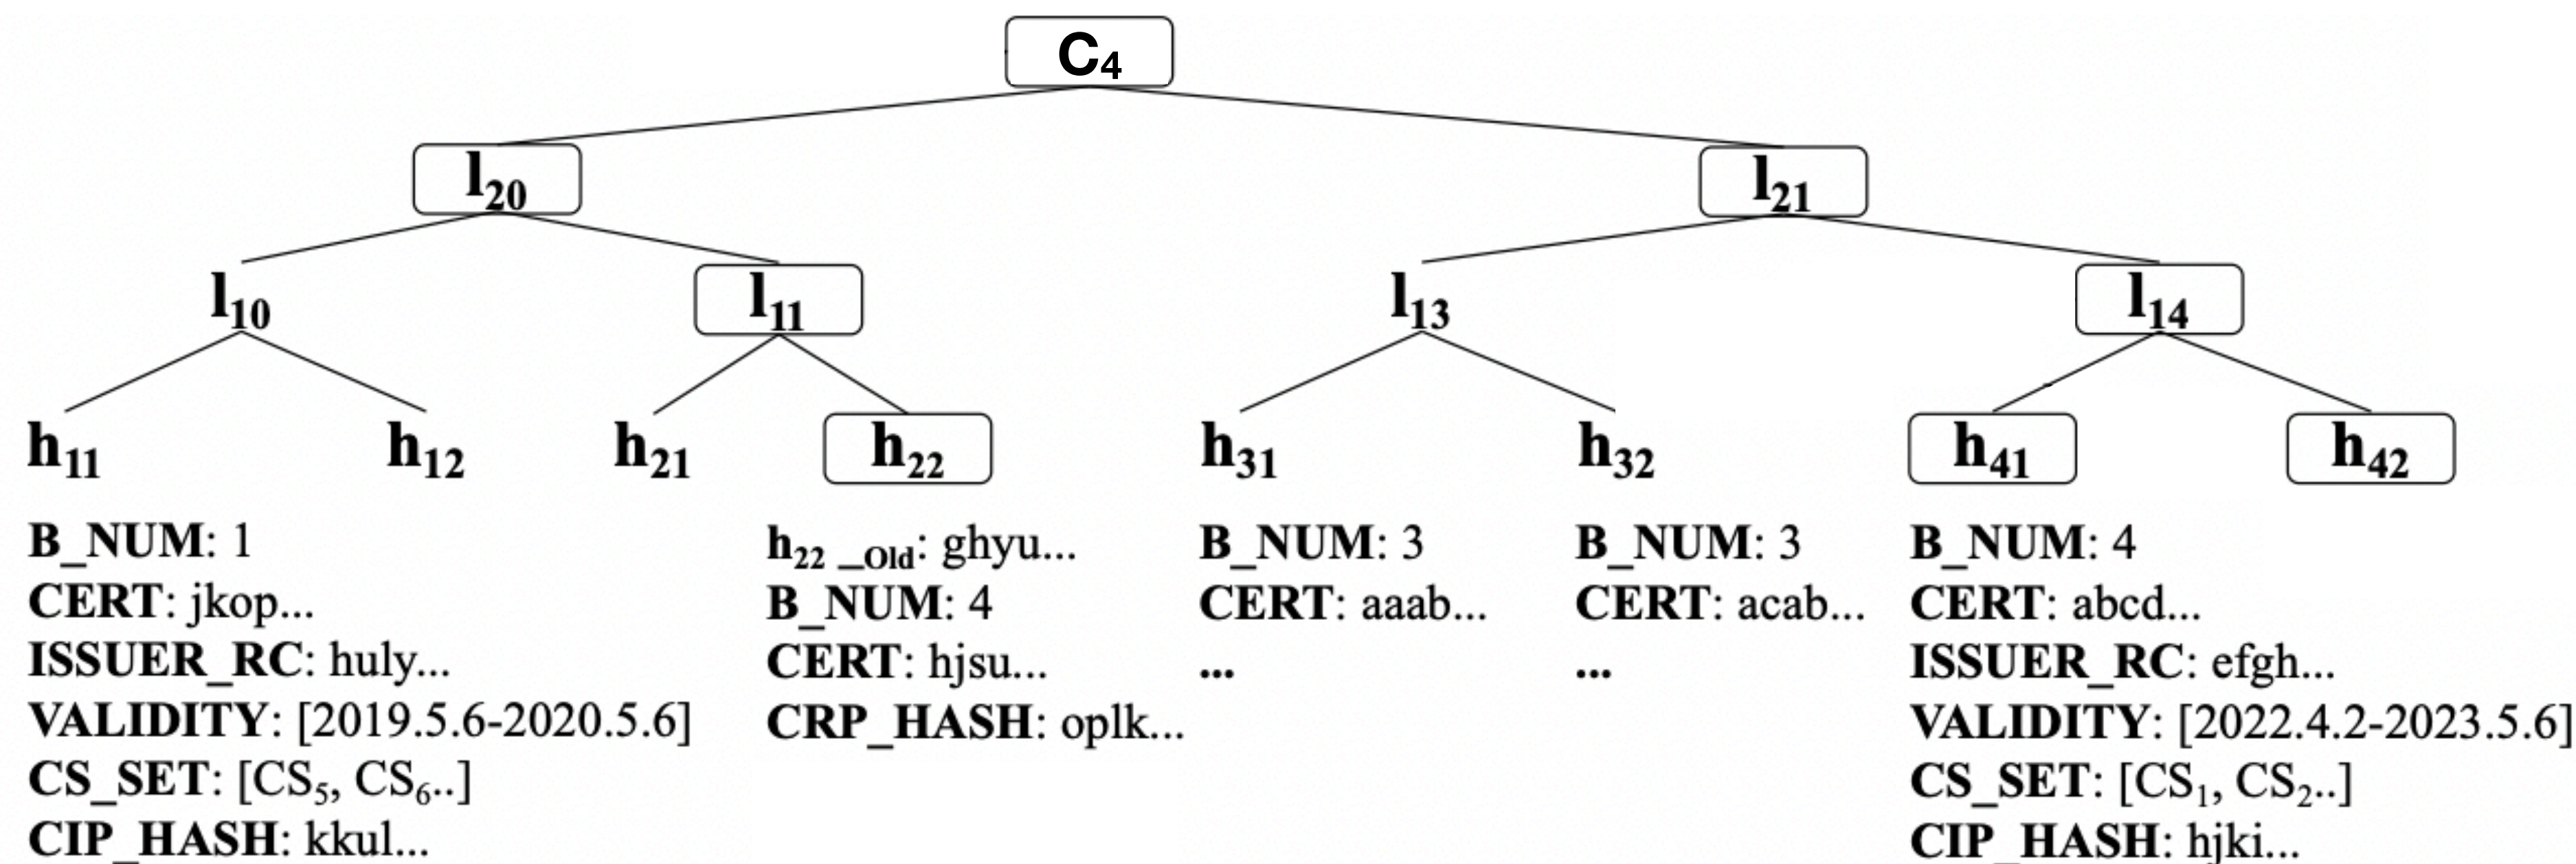 C₄
l₂₀
l₂₁
l₁₀
l₁₁
l₁₃
l₁₄
h₁₁
h₁₂
h₂₁
h₂₂
h₃₁
h₃₂
h₄₁
h₄₂
B_NUM: 1
CERT: jkop...
ISSUER_RC: huly...
VALIDITY: [2019.5.6-2020.5.6]
CS_SET: [CS₅, CS₆..]
CIP_HASH: kkul...
h₂₂ _Old: ghyu...
B_NUM: 4
CERT: hjsu...
CRP_HASH: oplk...
B_NUM: 3
CERT: aaab...
...
B_NUM: 3
CERT: acab...
...
B_NUM: 4
CERT: abcd...
ISSUER_RC: efgh...
VALIDITY: [2022.4.2-2023.5.6]
CS_SET: [CS₁, CS₂..]
CIP_HASH: hjki...